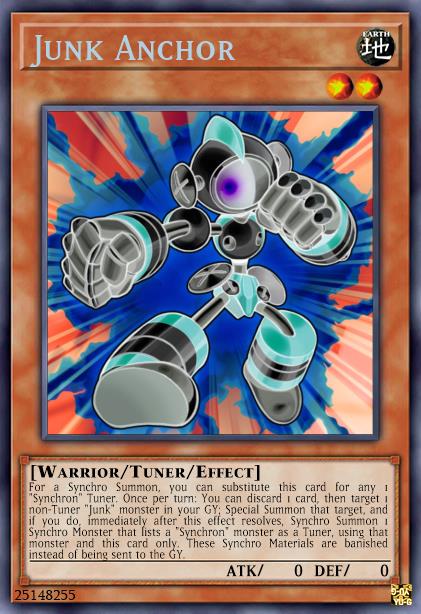 JUNK ANCHOR
EARTH
地
[WARRIOR/TUNER/EFFECT]
For a Synchro Summon, you can substitute this card for any 1
"Synchron" Tuner. Once per turn: You can discard 1 card, then target 1
non-Tuner "Junk" monster in your GY; Special Summon that target, and
if you do, immediately after this effect resolves, Synchro Summon 1
Synchro Monster that lists a "Synchron" monster as a Tuner, using that
monster and this card only. These Synchro Materials are banished
instead of being sent to the GY.
ATK/ 0 DEF/ 0
25148255